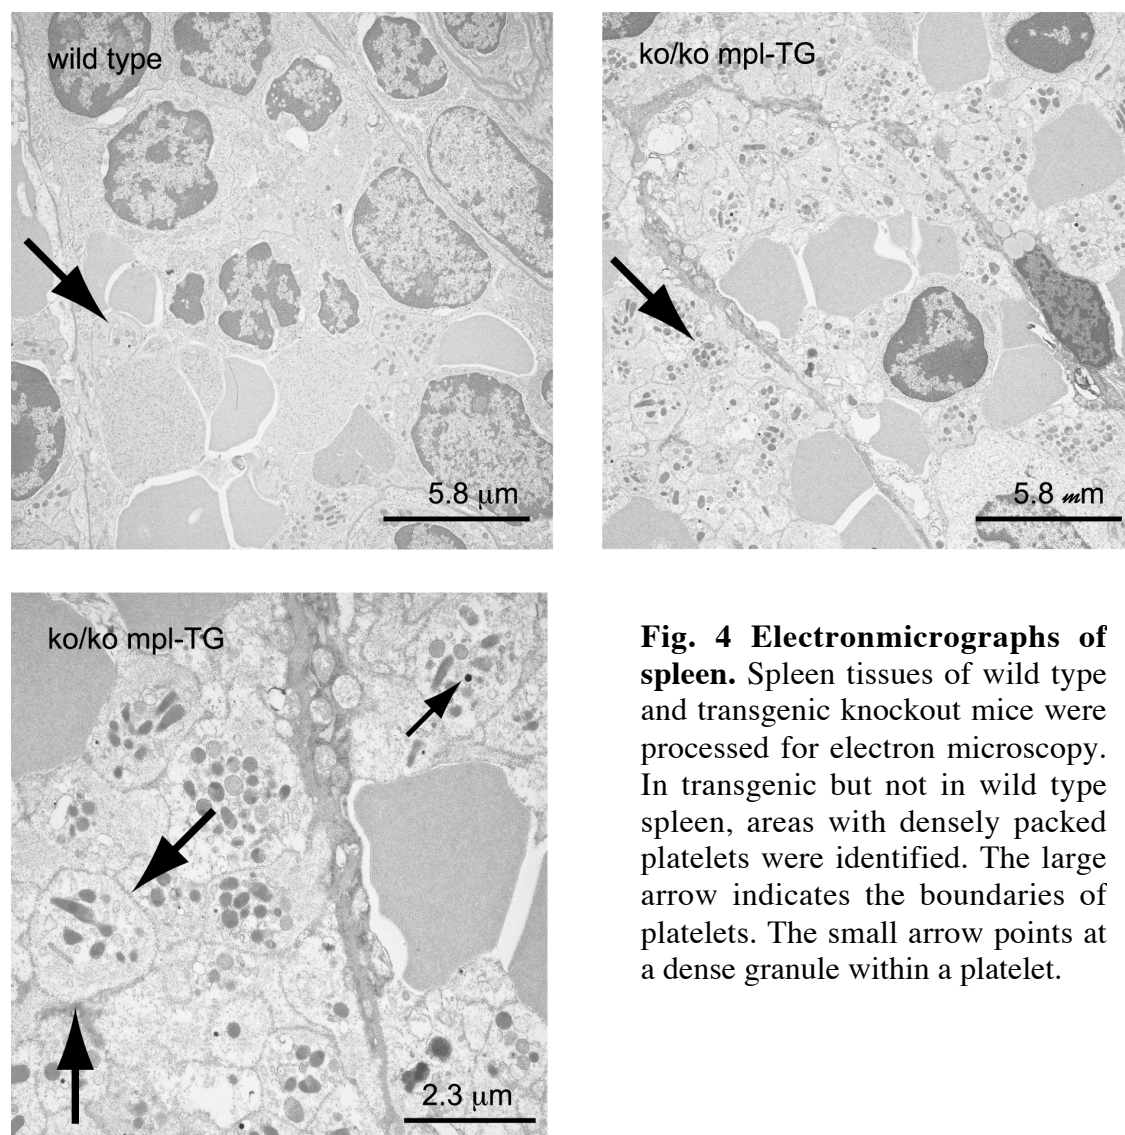 wild type
ko/ko mpl-TG
5.8 µm
5.8 𝓂m
ko/ko mpl-TG
2.3 µm
Fig. 4 Electronmicrographs of
spleen. Spleen tissues of wild type
and transgenic knockout mice were
processed for electron microscopy.
In transgenic but not in wild type
spleen, areas with densely packed
platelets were identified. The large
arrow indicates the boundaries of
platelets. The small arrow points at
a dense granule within a platelet.